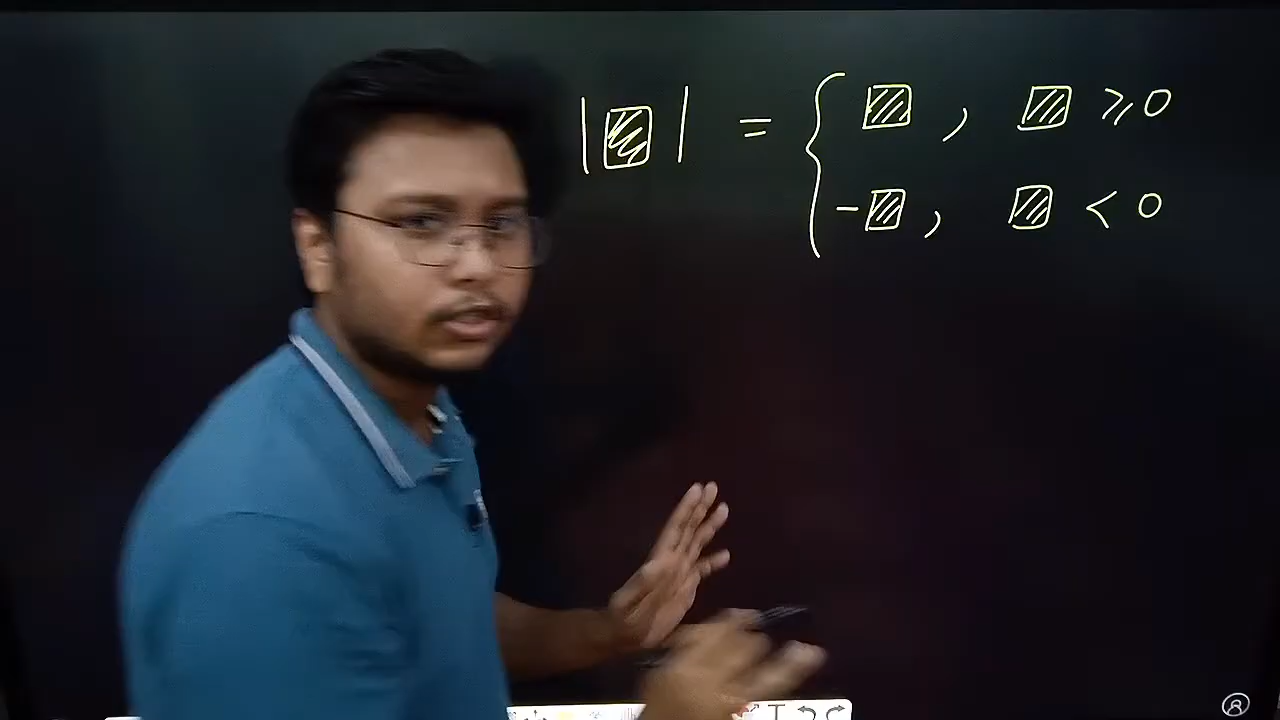 |▨| = { ▨ , ▨ ≥ 0
-▨ , ▨ < 0